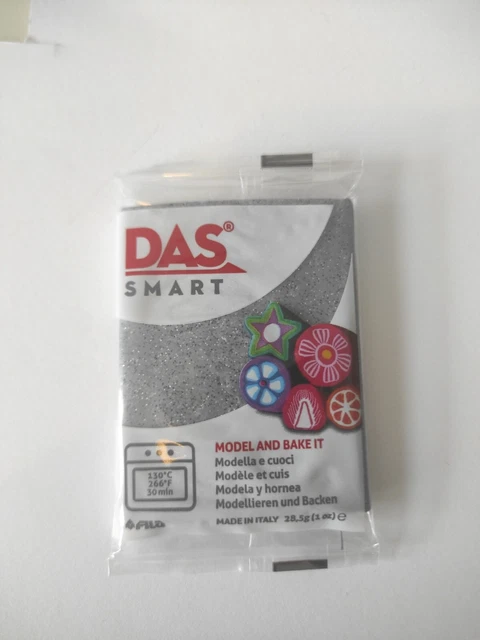 DAS®
SMART
MODEL AND BAKE IT
Modella e cuoci
Modèle et cuis
Modela y hornea
Modellieren und Backen
130°C
266°F
30 min
FILA
MADE IN ITALY 28,5g (1 oz) e